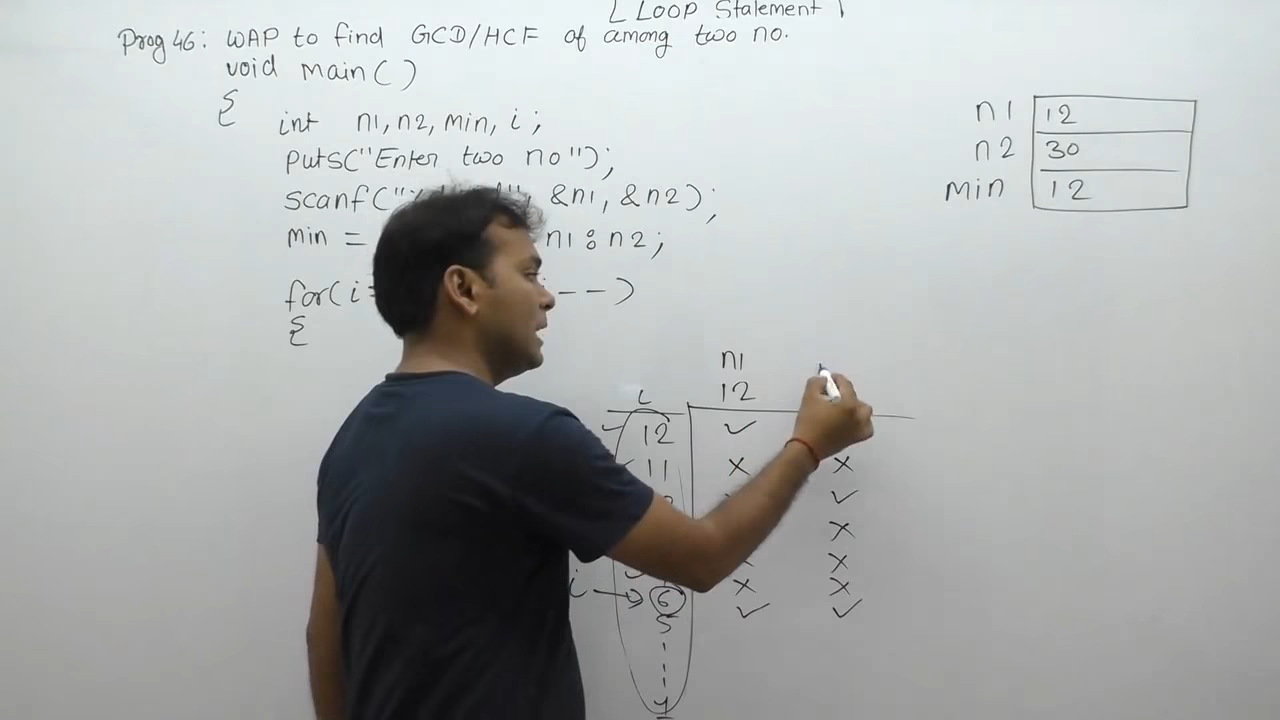 [ LOOP Statement ]
Prog 46: WAP to find GCD/HCF of among two no.
void main( )
{
int n1, n2, min, i ;
puts("Enter two no");
scanf(" &n1, &n2);
min = n1 : n2;
for(i -- )
{
n1 12
n2 30
min 12
n1
12
12 ✓
11 × ×
✓
×
×
× ×
i → 6 ✓ ✓
5